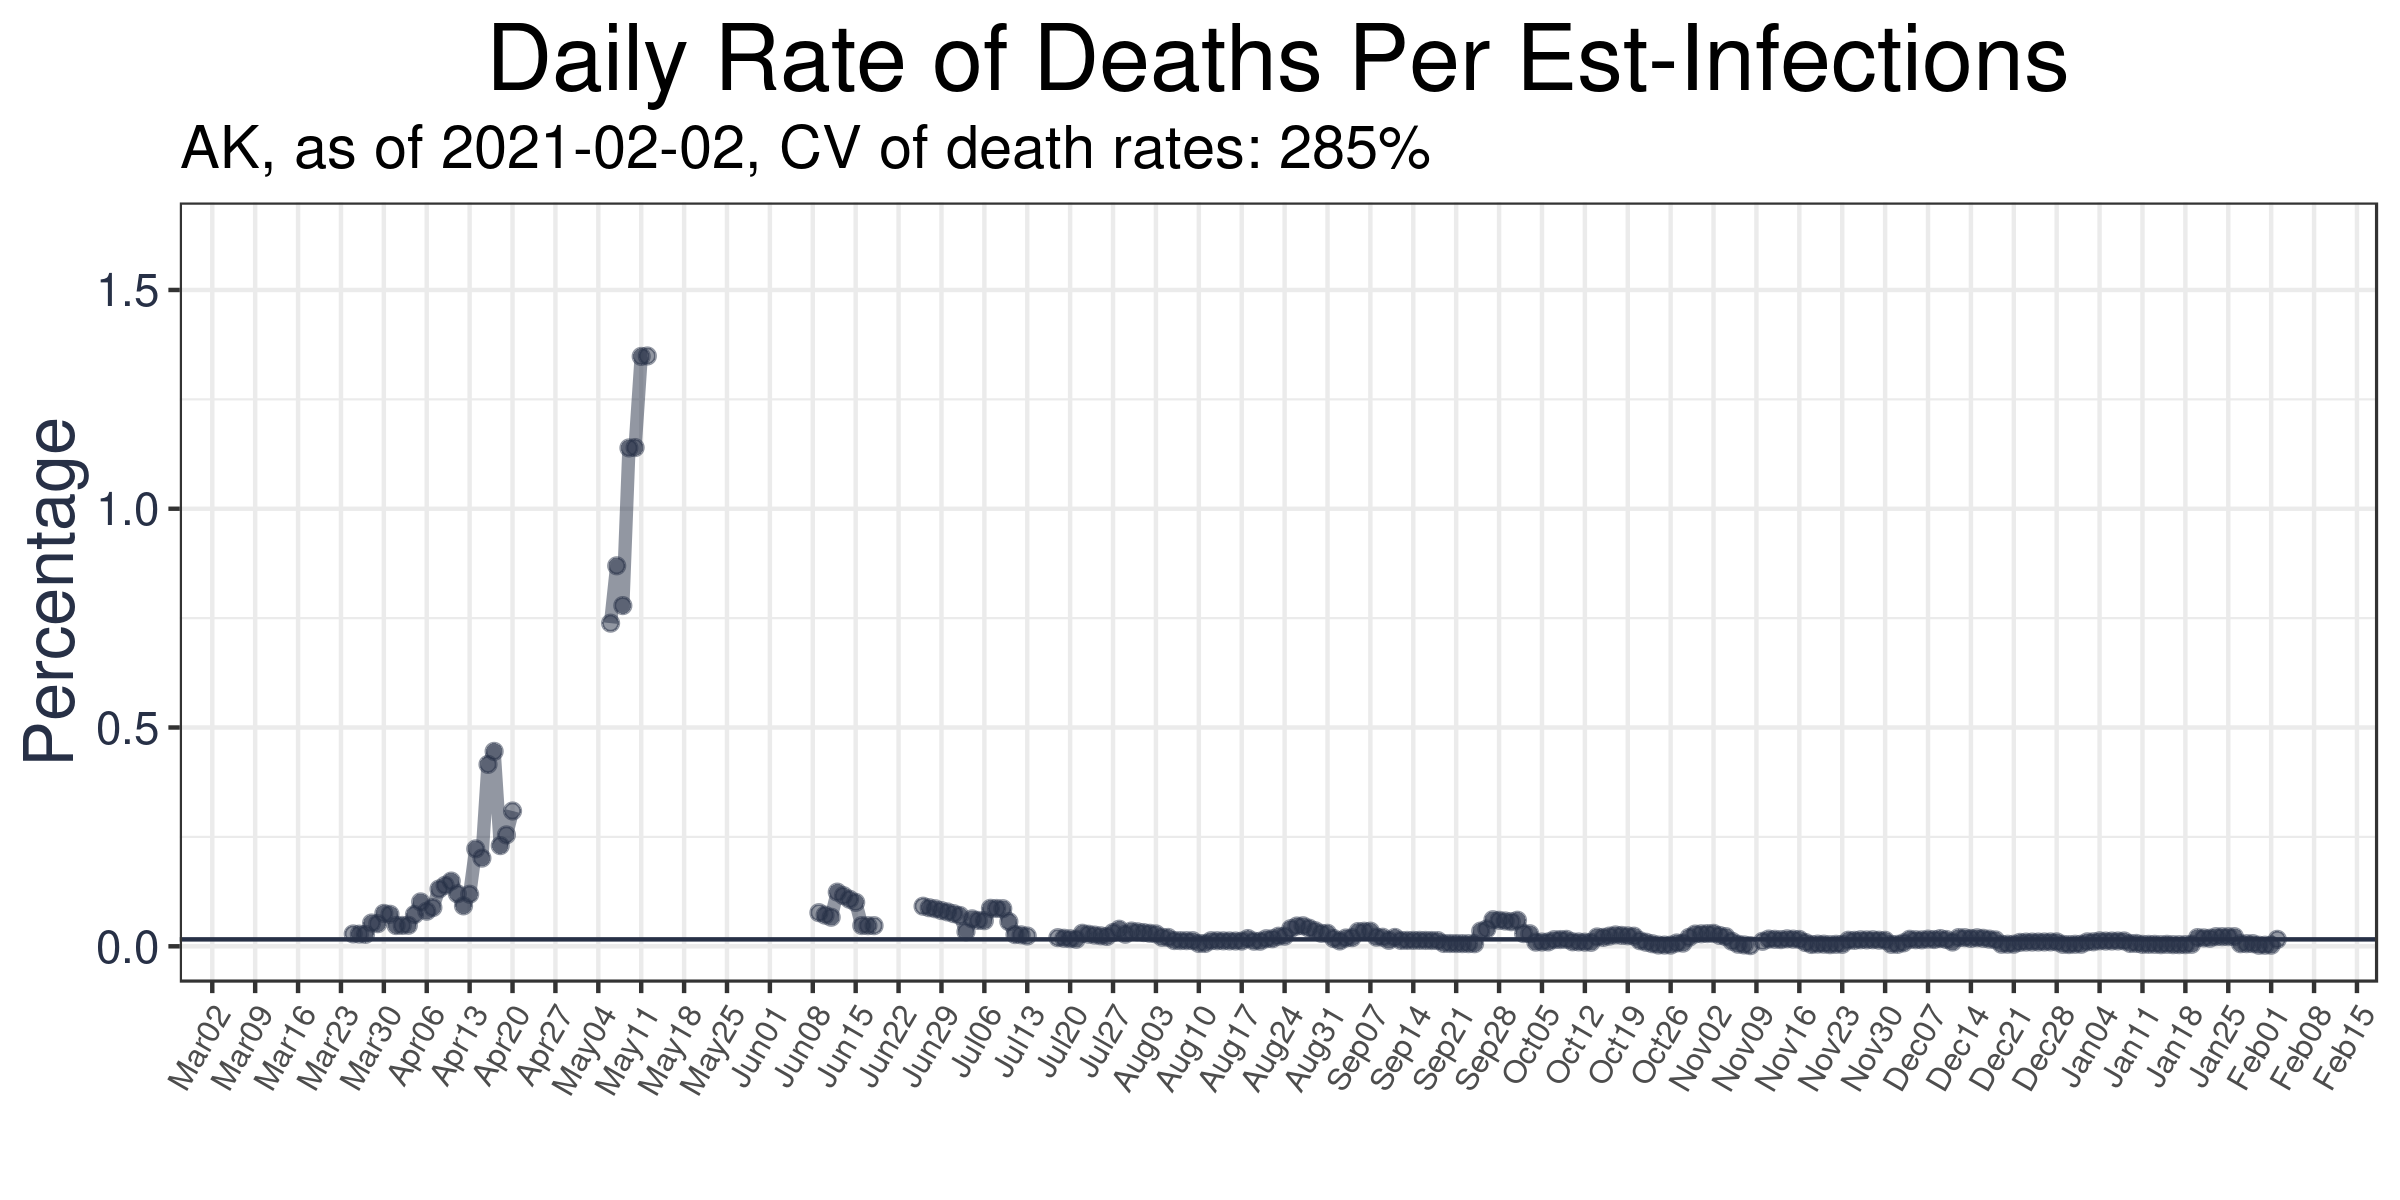 Daily Rate of Deaths Per Est-Infections
AK, as of 2021-02-02, CV of death rates: 285%
Percentage
1.5
1.0
0.5
0.0
Mar02
Mar09
Mar16
Mar23
Mar30
Apr06
Apr13
Apr20
Apr27
May04
May11
May18
May25
Jun01
Jun08
Jun15
Jun22
Jun29
Jul06
Jul13
Jul20
Jul27
Aug03
Aug10
Aug17
Aug24
Aug31
Sep07
Sep14
Sep21
Sep28
Oct05
Oct12
Oct19
Oct26
Nov02
Nov09
Nov16
Nov23
Nov30
Dec07
Dec14
Dec21
Dec28
Jan04
Jan11
Jan18
Jan25
Feb01
Feb08
Feb15